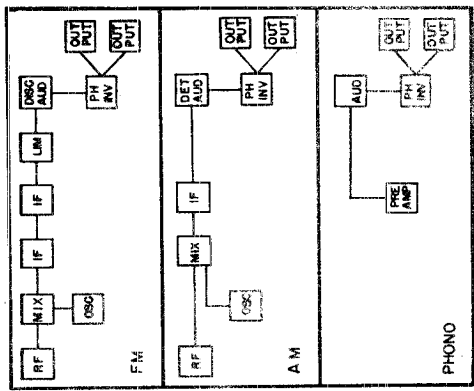 RF
MIX
OSC
IF
IF
LIM
DISC
AUD
PH
INV
OUT
PUT
OUT
PUT
FM
RF
MIX
OSC
IF
DET
AUD
PH
INV
OUT
PUT
OUT
PUT
AM
PRE
AMP
AUD
PH
INV
OUT
PUT
OUT
PUT
PHONO